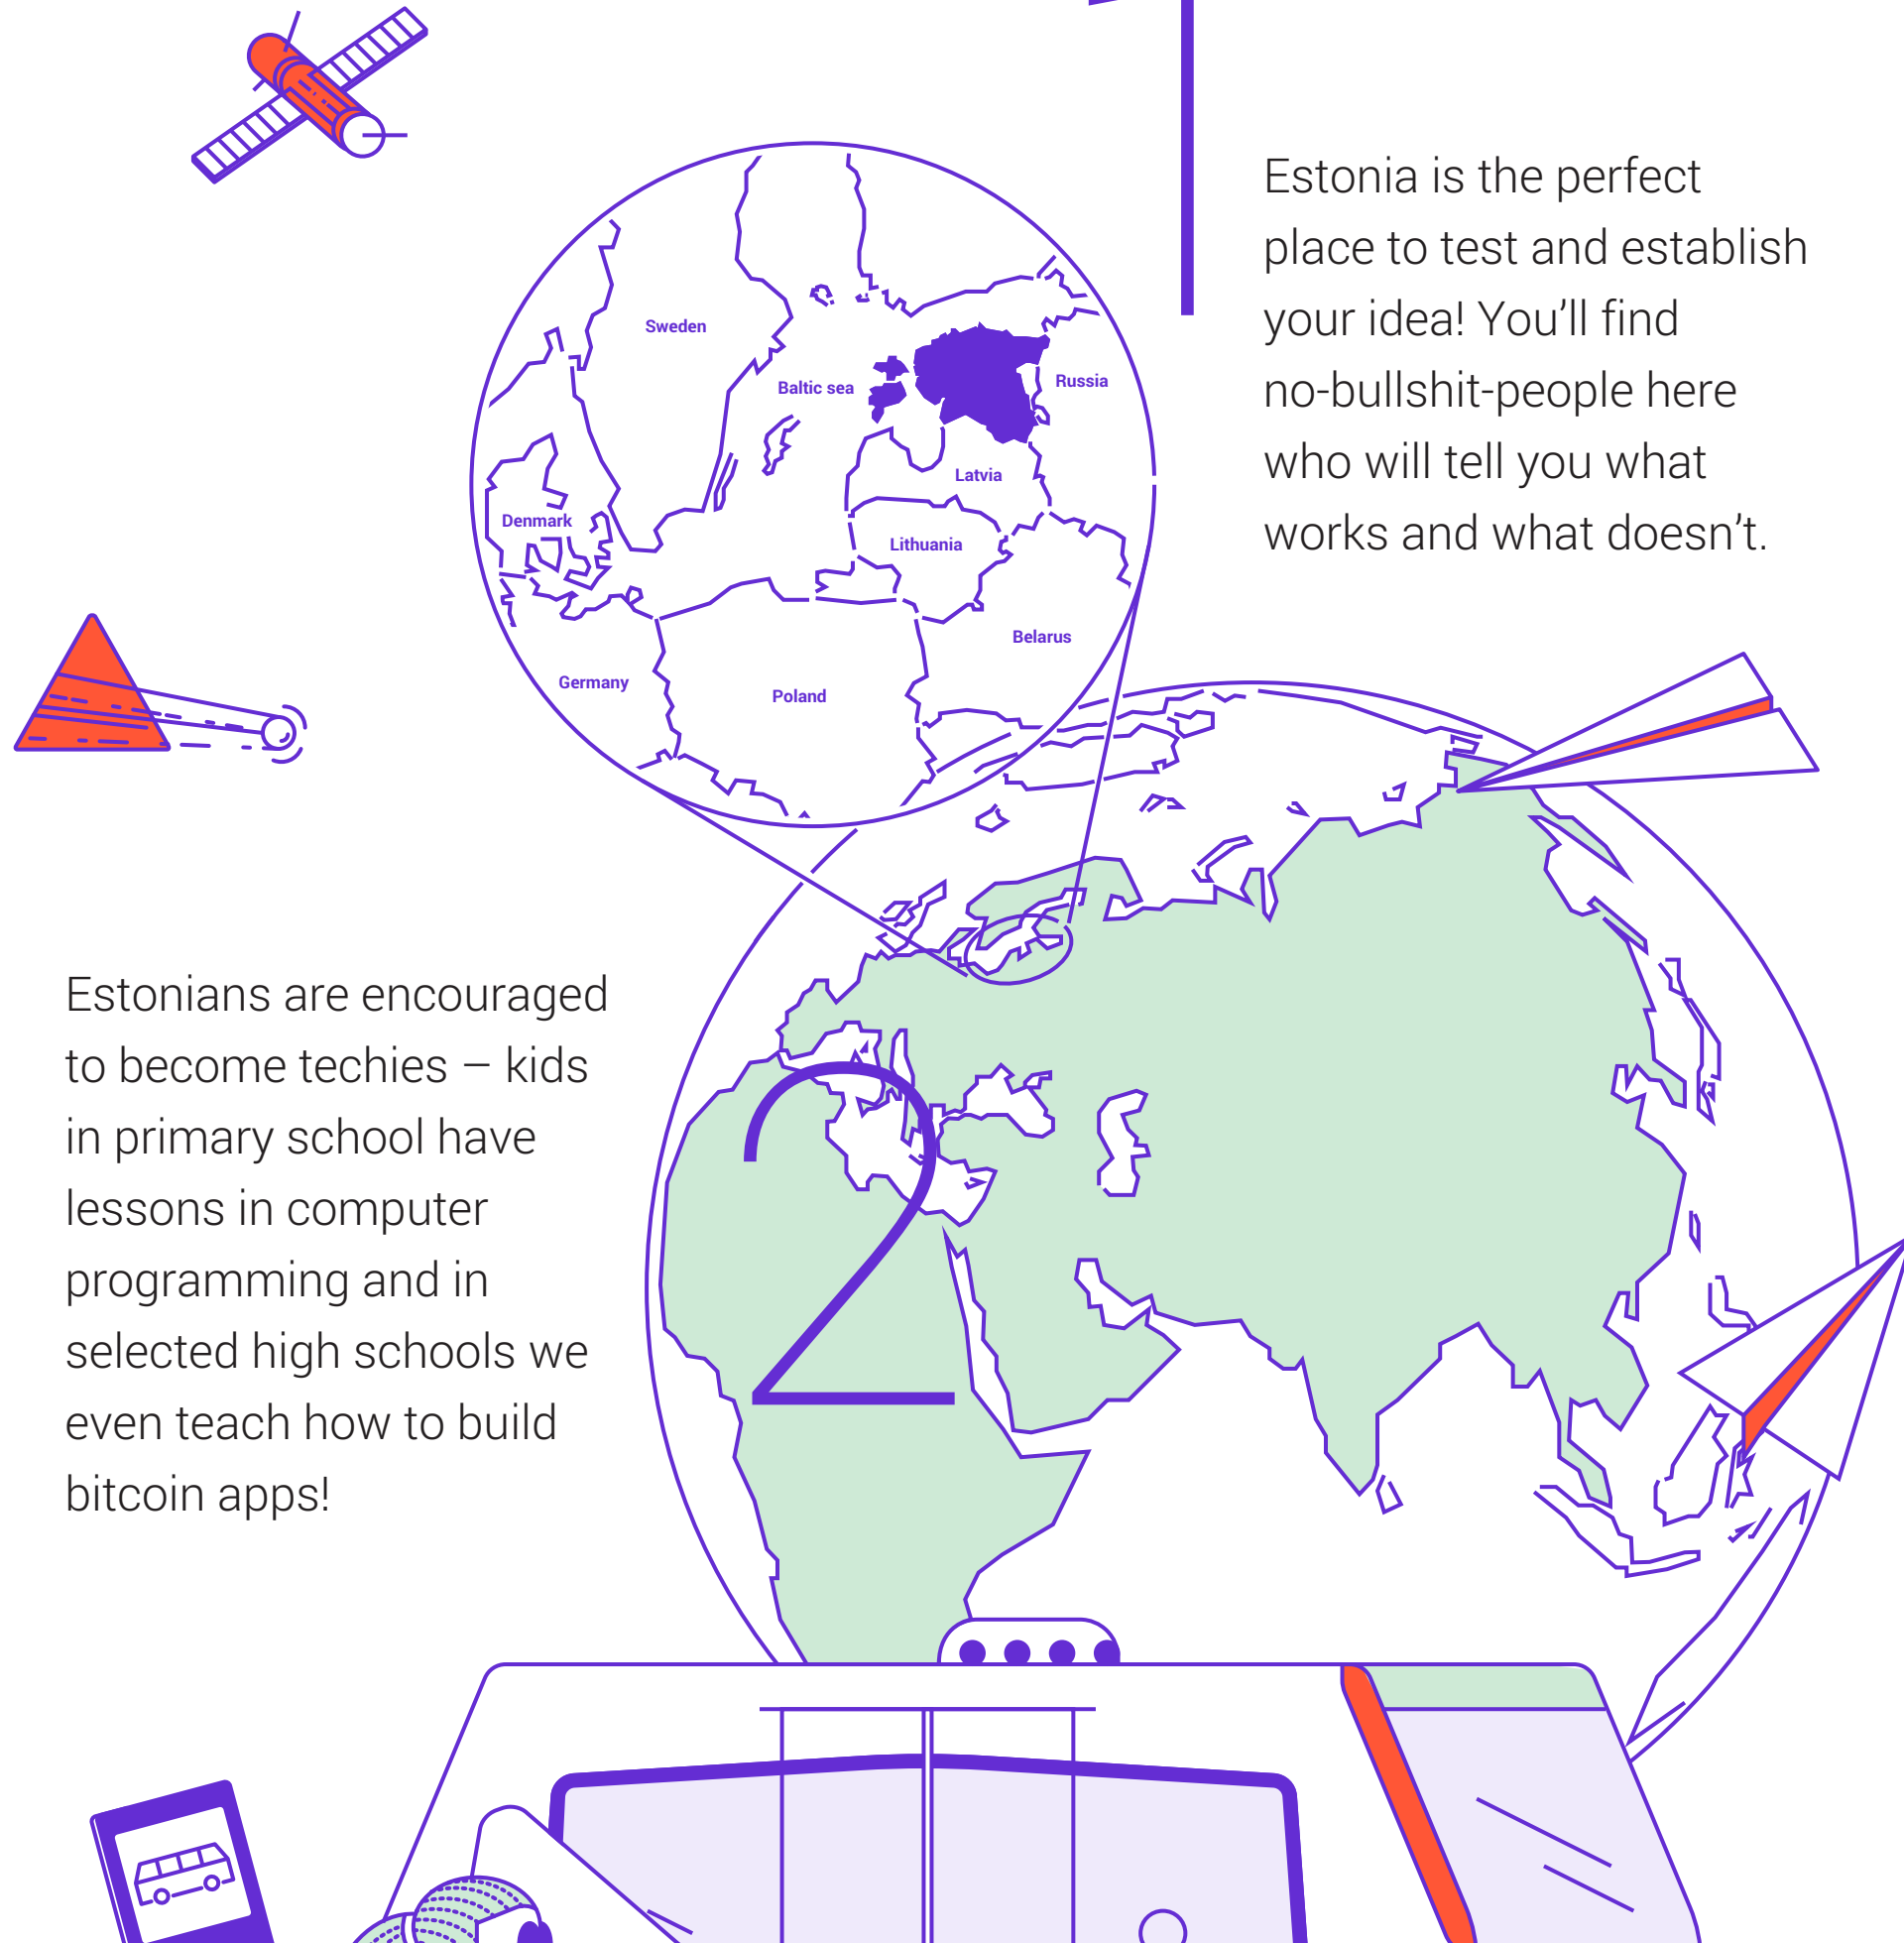 1
Estonia is the perfect
place to test and establish
your idea! You’ll find
no-bullshit-people here
who will tell you what
works and what doesn’t.
Sweden
Baltic sea
Russia
Latvia
Denmark
Lithuania
Belarus
Germany
Poland
2
Estonians are encouraged
to become techies – kids
in primary school have
lessons in computer
programming and in
selected high schools we
even teach how to build
bitcoin apps!